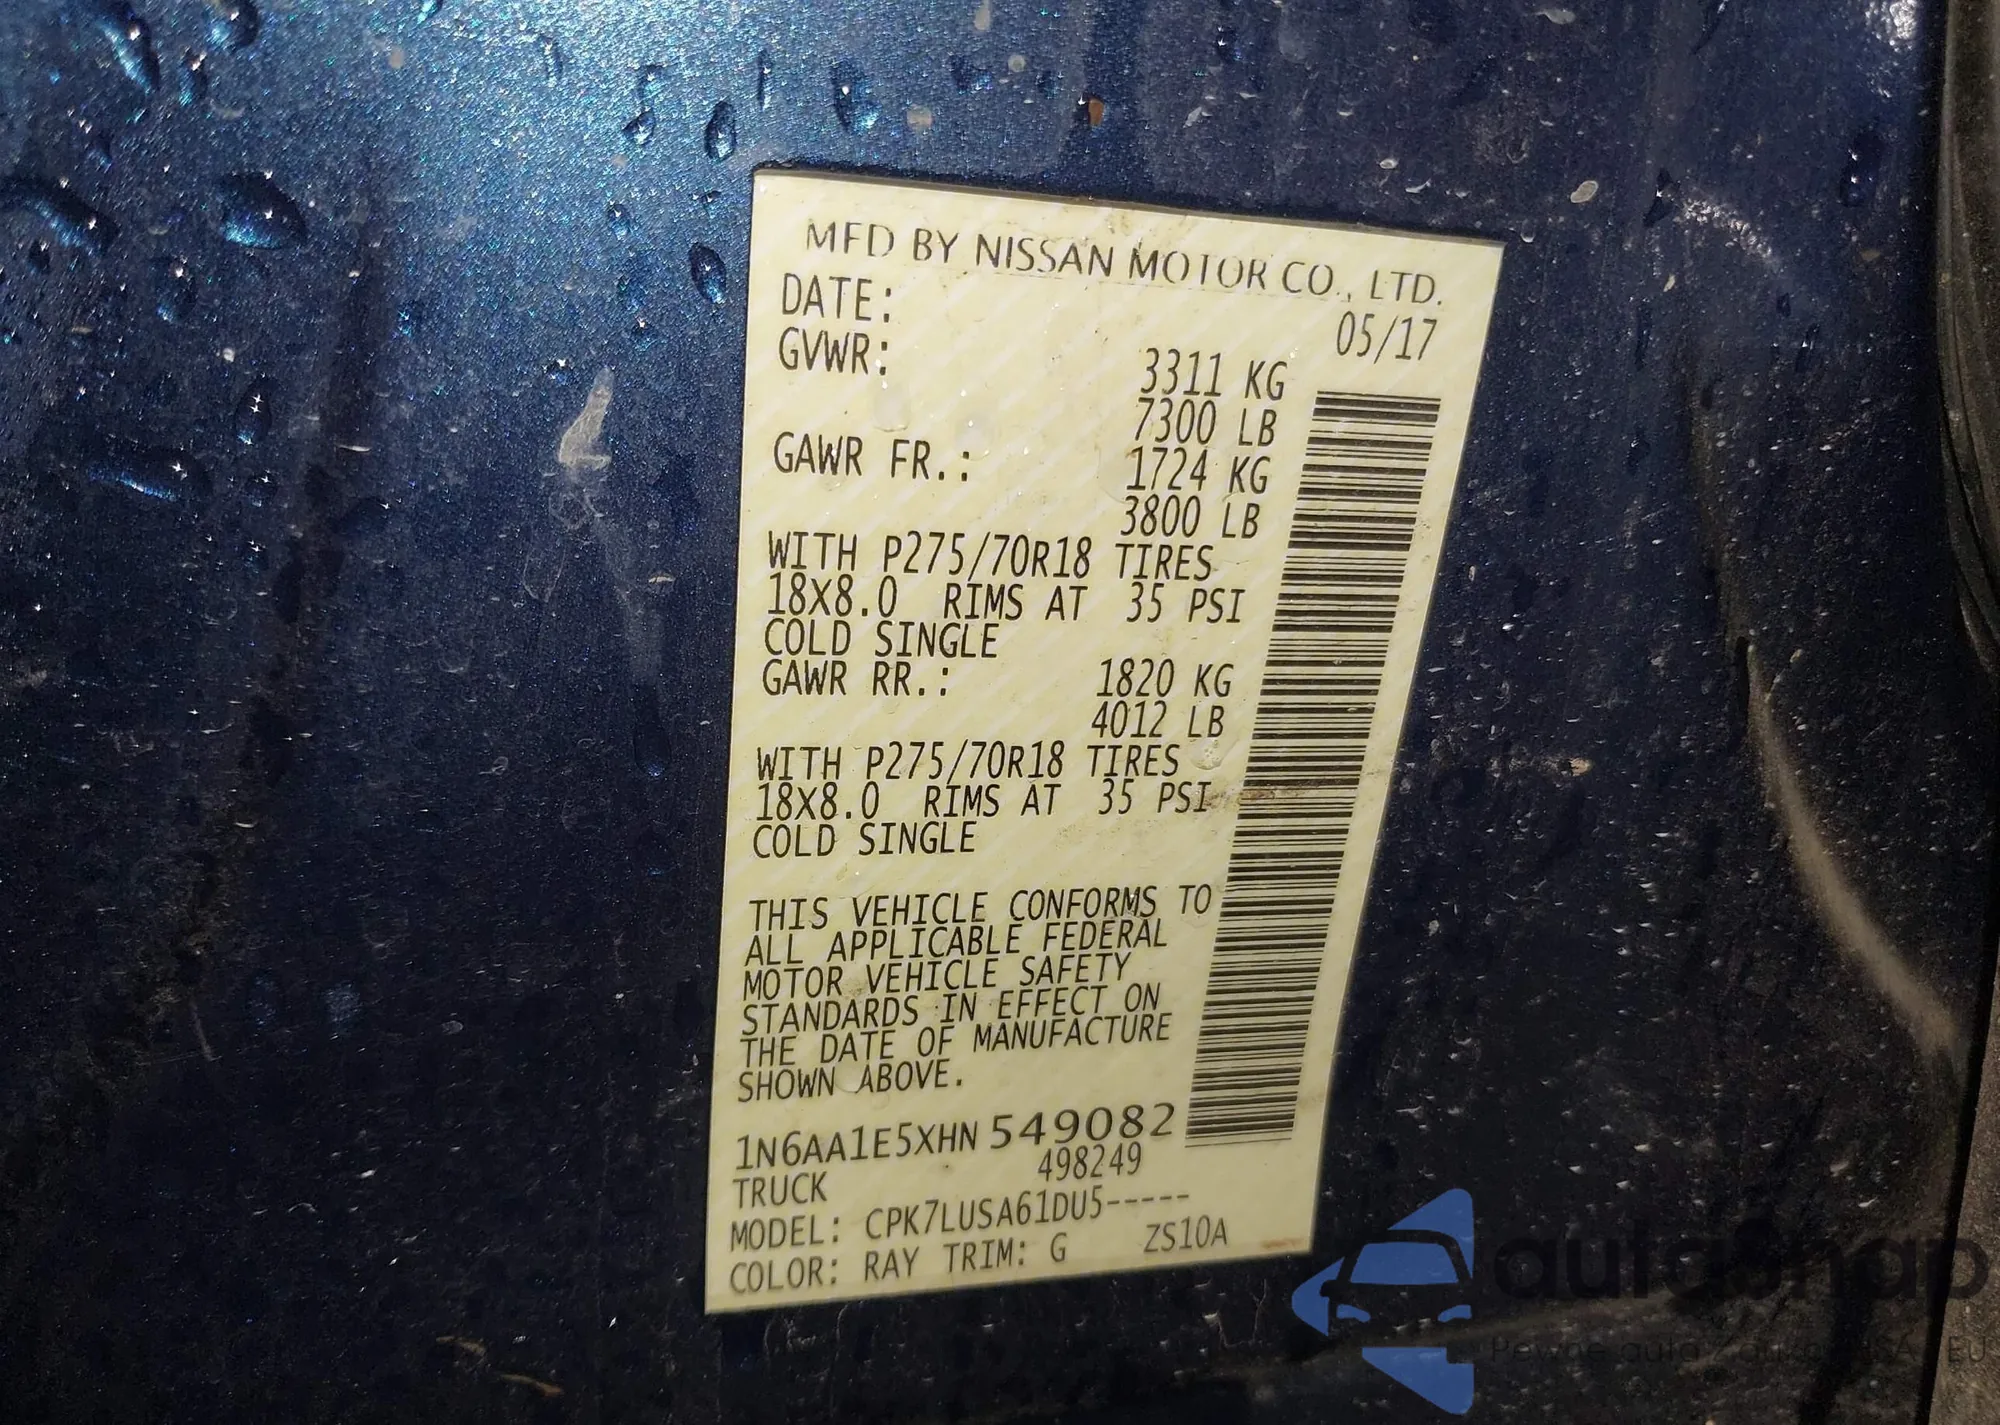 MFD BY NISSAN MOTOR CO., LTD.
DATE: 05/17
GVWR: 3311 KG
7300 LB
GAWR FR.: 1724 KG
3800 LB
WITH P275/70R18 TIRES
18X8.0 RIMS AT 35 PSI
COLD SINGLE
GAWR RR.: 1820 KG
4012 LB
WITH P275/70R18 TIRES
18X8.0 RIMS AT 35 PSI
COLD SINGLE
THIS VEHICLE CONFORMS TO
ALL APPLICABLE FEDERAL
MOTOR VEHICLE SAFETY
STANDARDS IN EFFECT ON
THE DATE OF MANUFACTURE
SHOWN ABOVE.
1N6AA1E5XHN549082
TRUCK 498249
MODEL: CPK7LUSA61DU5-----
COLOR: RAY TRIM: G ZS10A
autosnap
Pewne auto z